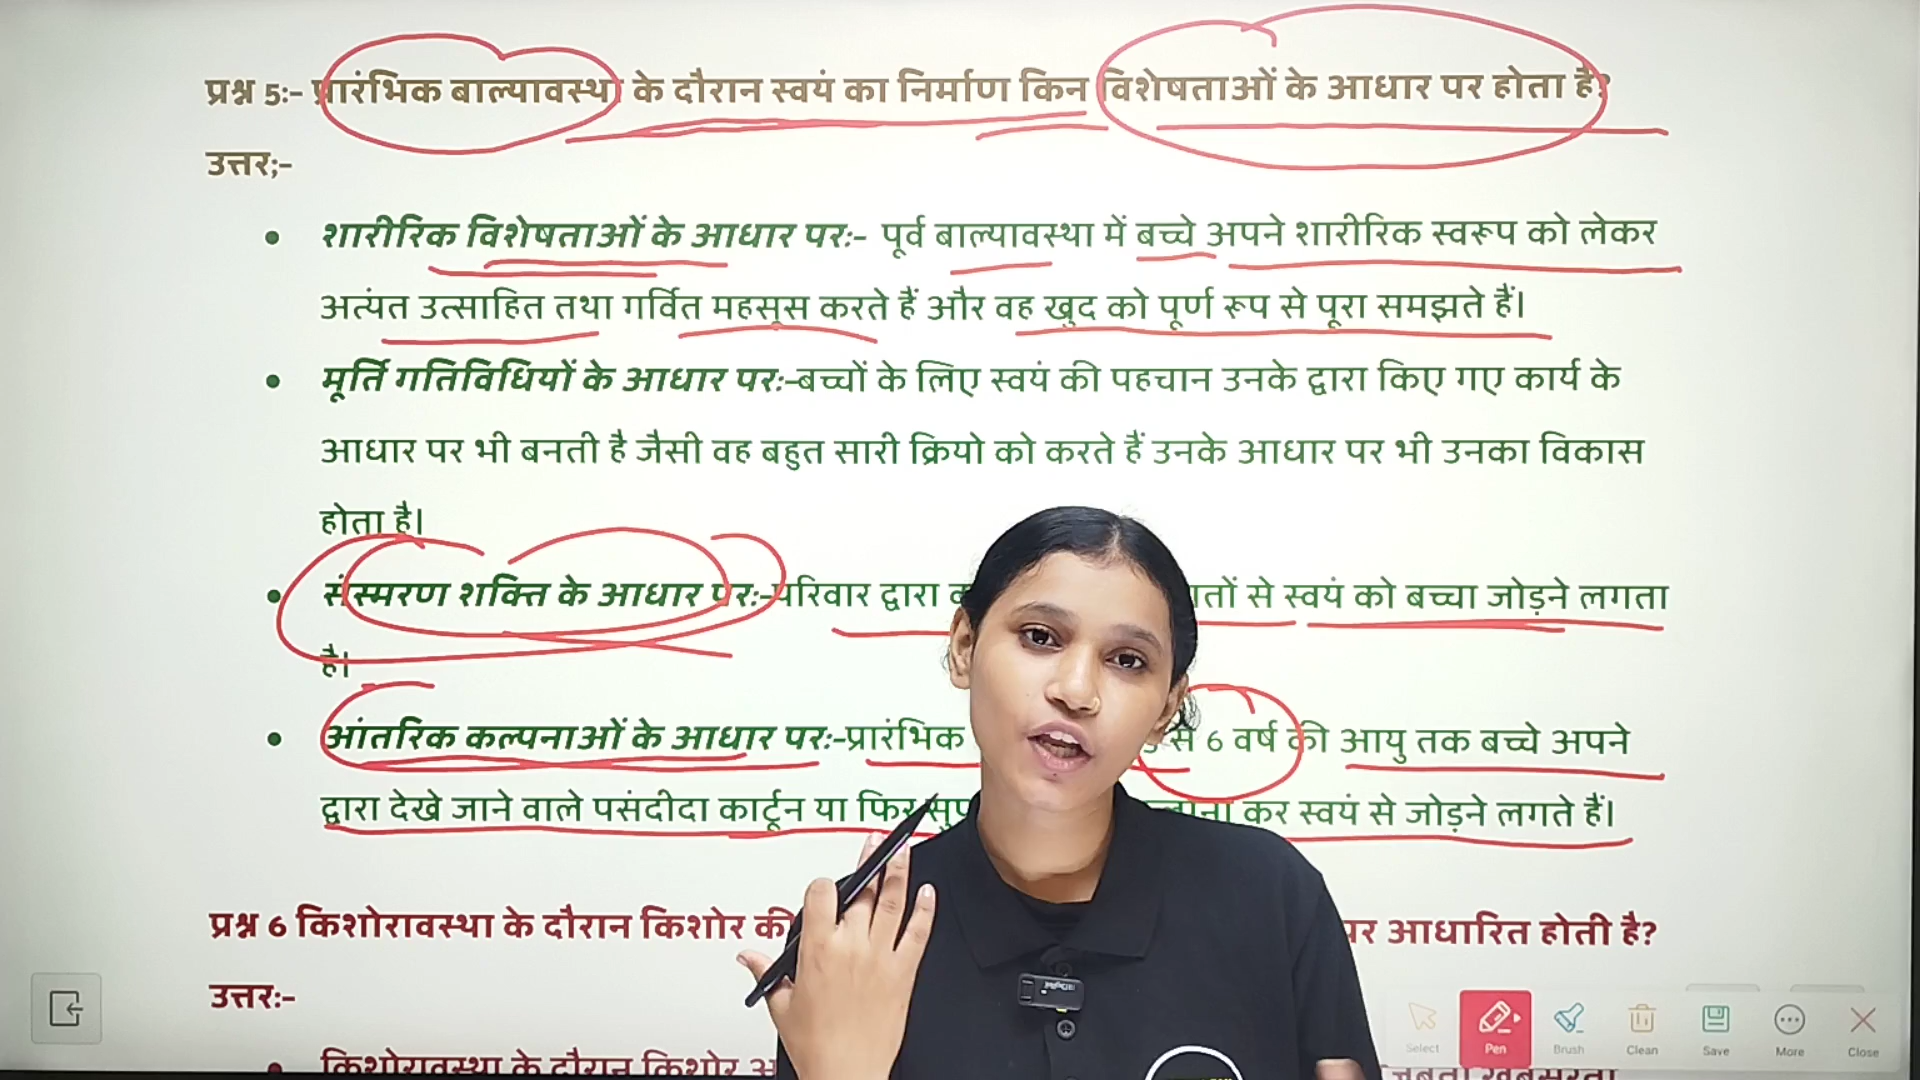 प्रश्न 5:- प्रारंभिक बाल्यावस्था के दौरान स्वयं का निर्माण किन विशेषताओं के आधार पर होता है?
उत्तर;-
शारीरिक विशेषताओं के आधार पर:- पूर्व बाल्यावस्था में बच्चे अपने शारीरिक स्वरूप को लेकर
अत्यंत उत्साहित तथा गर्वित महसूस करते हैं और वह खुद को पूर्ण रूप से पूरा समझते हैं।
मूर्ति गतिविधियों के आधार पर:-बच्चों के लिए स्वयं की पहचान उनके द्वारा किए गए कार्य के
आधार पर भी बनती है जैसी वह बहुत सारी क्रियो को करते हैं उनके आधार पर भी उनका विकास
होता है।
संस्मरण शक्ति के आधार पर:-परिवार द्वारा से स्वयं को बच्चा जोड़ने लगता
है।
आंतरिक कल्पनाओं के आधार पर:-प्रारंभिक से 6 वर्ष की आयु तक बच्चे अपने
द्वारा देखे जाने वाले पसंदीदा कार्टून या फिर कर स्वयं से जोड़ने लगते हैं।
प्रश्न 6 किशोरावस्था के दौरान किशोर की पर आधारित होती है?
उत्तर:-
किशोरावस्था के दौरान किशोर
Select Pen Brush Clean Save More Close